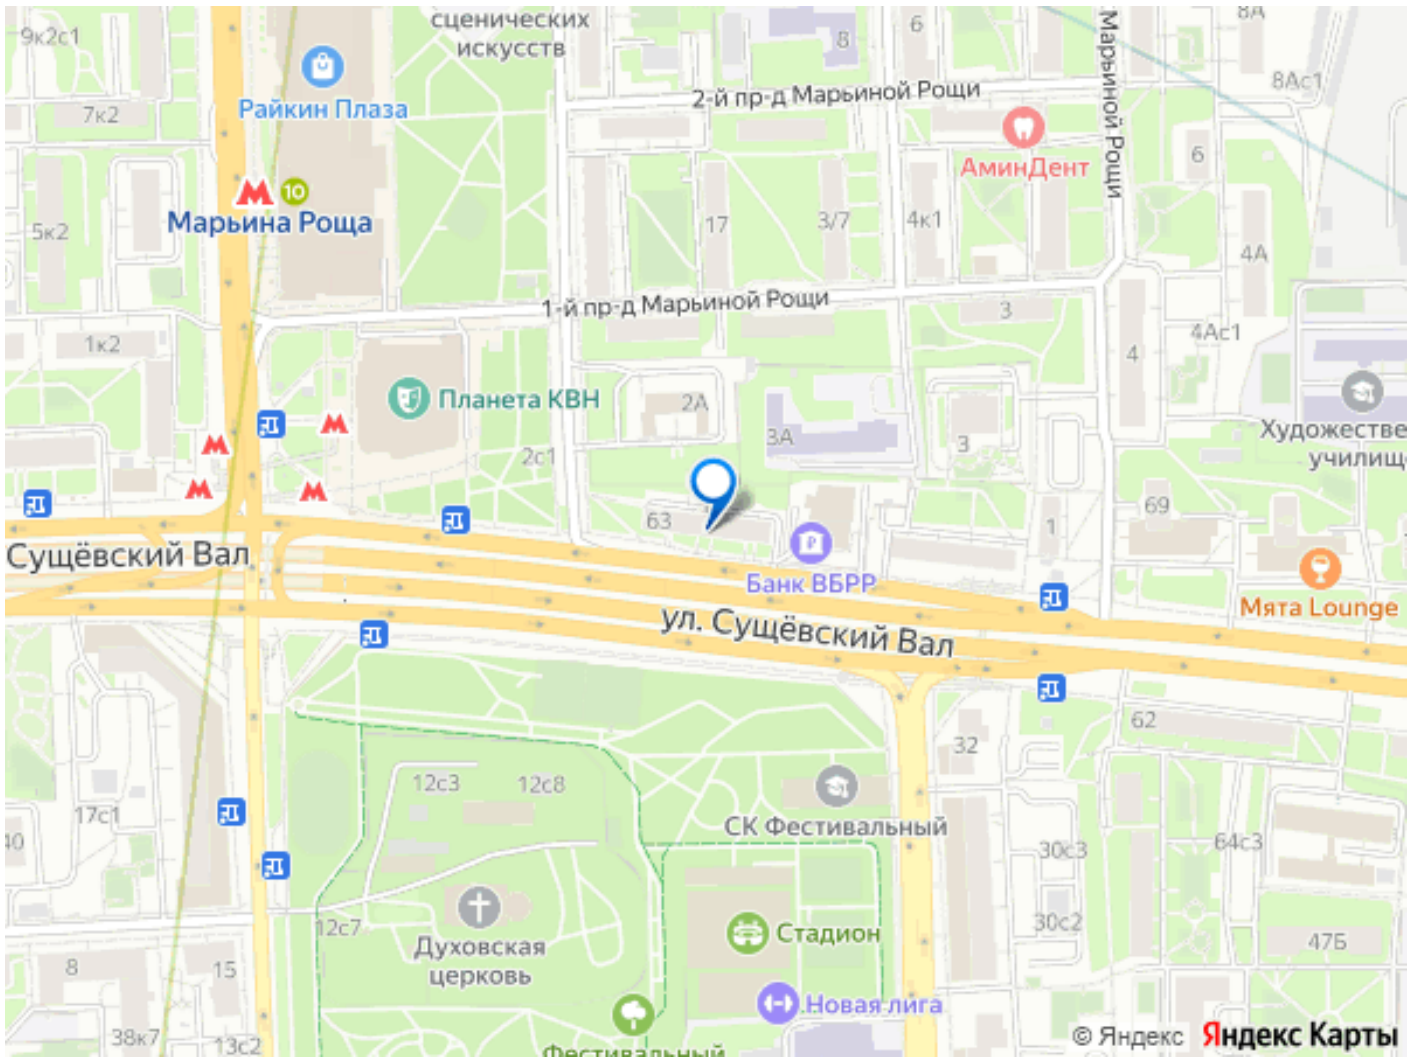 сценических
искусств
9к2с1
8
6
8А
8Ас1
Райкин Плаза
7к2
2-й пр-д Марьиной Рощи
Марьиной Рощи
АминДент
6
10
Марьина Роща
5к2
17
3/7
4к1
4А
1-й пр-д Марьиной Рощи
3
4Ас1
1к2
4
Планета КВН
2А
3А
3
2с1
Художестве
училищ
63
1
69
Сущёвский Вал
Банк ВБРР
Мята Lounge
ул. Сущёвский Вал
62
32
12с3
12с8
17с1
СК Фестивальный
40
30с3
64с3
12с7
30с2
Стадион
47Б
Духовская
церковь
8
15
Новая лига
38к7
13с2
Фестивальный
© Яндекс Яндекс Карты